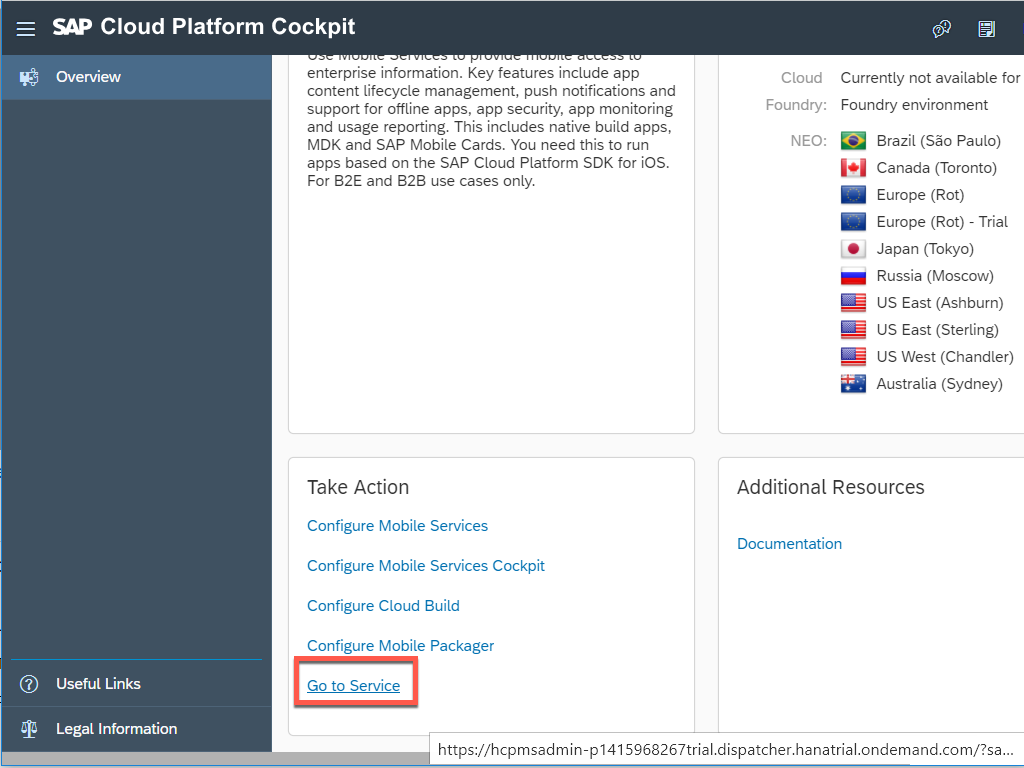 SAP Cloud Platform Cockpit
Overview
Use Mobile Services to provide mobile access to
enterprise information. Key features include app
content lifecycle management, push notifications and
support for offline apps, app security, app monitoring
and usage reporting. This includes native build apps,
MDK and SAP Mobile Cards. You need this to run
apps based on the SAP Cloud Platform SDK for iOS.
For B2E and B2B use cases only.
Cloud Foundry:
Currently not available for
Foundry environment
NEO:
Brazil (São Paulo)
Canada (Toronto)
Europe (Rot)
Europe (Rot) - Trial
Japan (Tokyo)
Russia (Moscow)
US East (Ashburn)
US East (Sterling)
US West (Chandler)
Australia (Sydney)
Take Action
Configure Mobile Services
Configure Mobile Services Cockpit
Configure Cloud Build
Configure Mobile Packager
Go to Service
Additional Resources
Documentation
Useful Links
Legal Information
https://hcpmsadmin-p1415968267trial.dispatcher.hanatrial.ondemand.com/?sa...